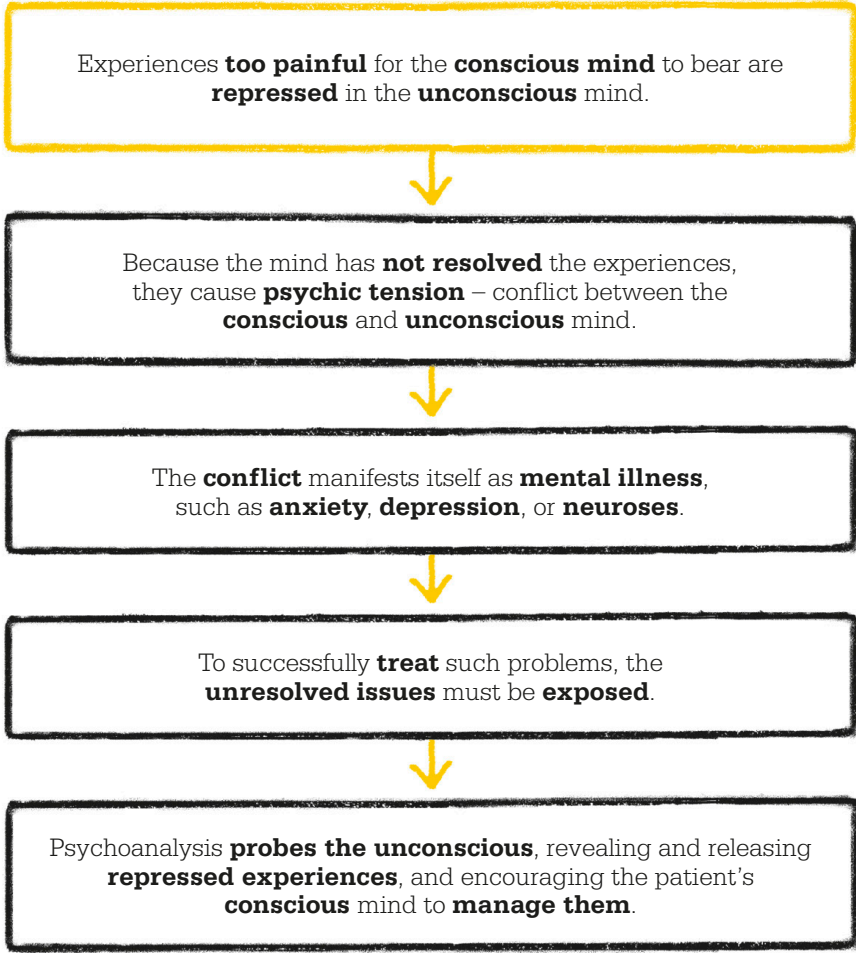 Experiences too painful for the conscious mind to bear are
repressed in the unconscious mind.
Because the mind has not resolved the experiences,
they cause psychic tension – conflict between the
conscious and unconscious mind.
The conflict manifests itself as mental illness,
such as anxiety, depression, or neuroses.
To successfully treat such problems, the
unresolved issues must be exposed.
Psychoanalysis probes the unconscious, revealing and releasing
repressed experiences, and encouraging the patient’s
conscious mind to manage them.